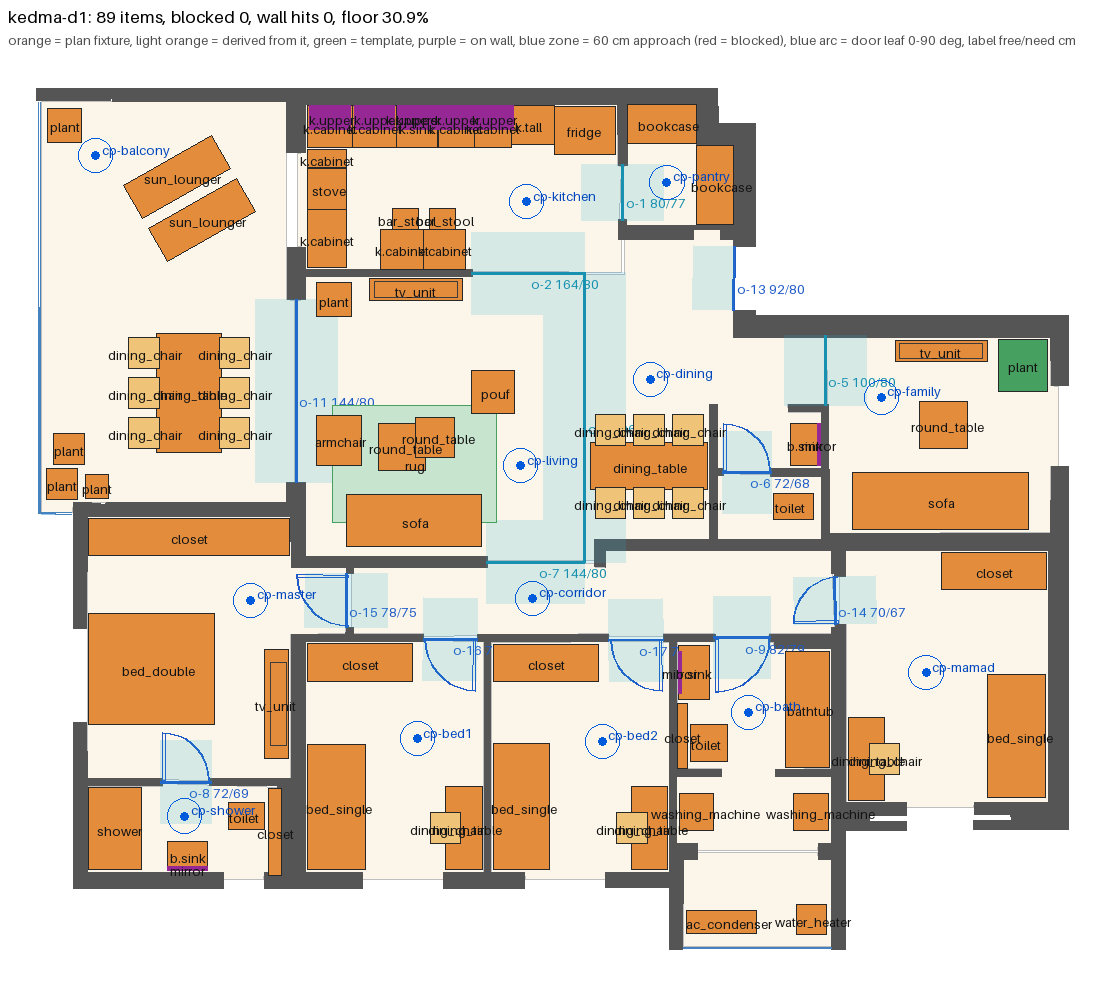 kedma-d1: 89 items, blocked 0, wall hits 0, floor 30.9%
orange = plan fixture, light orange = derived from it, green = template, purple = on wall, blue zone = 60 cm approach (red = blocked), blue arc = door leaf 0-90 deg, label free/need cm
plant
cp-balcony
sun_lounger
sun_lounger
k.tall
fridge
k.cabinet
stove
k.cabinet
cp-kitchen
bookcase
cp-pantry
bookcase
o-1 80/77
bar_stool
k.cabinet
o-2 164/80
o-13 92/80
plant
tv_unit
dining_chair
dining_chair
dining_chair
dining_chair
dining_chair
dining_chair
dining_table
o-11 144/80
pouf
armchair
round_table
round_table
rug
cp-living
sofa
cp-dining
dining_table
o-5 100/80
tv_unit
plant
cp-family
round_table
b.sink
mirror
o-6 72/68
toilet
sofa
plant
plant
plant
closet
o-7 144/80
cp-corridor
cp-master
o-15 78/75
o-14 70/67
closet
bed_double
tv_unit
closet
closet
cp-mamad
cp-bed1
cp-bed2
cp-bath
bathtub
closet
toilet
bed_single
o-8 72/69
cp-shower
shower
toilet
closet
b.sink
mirror
bed_single
bed_single
washing_machine
washing_machine
ac_condenser
water_heater